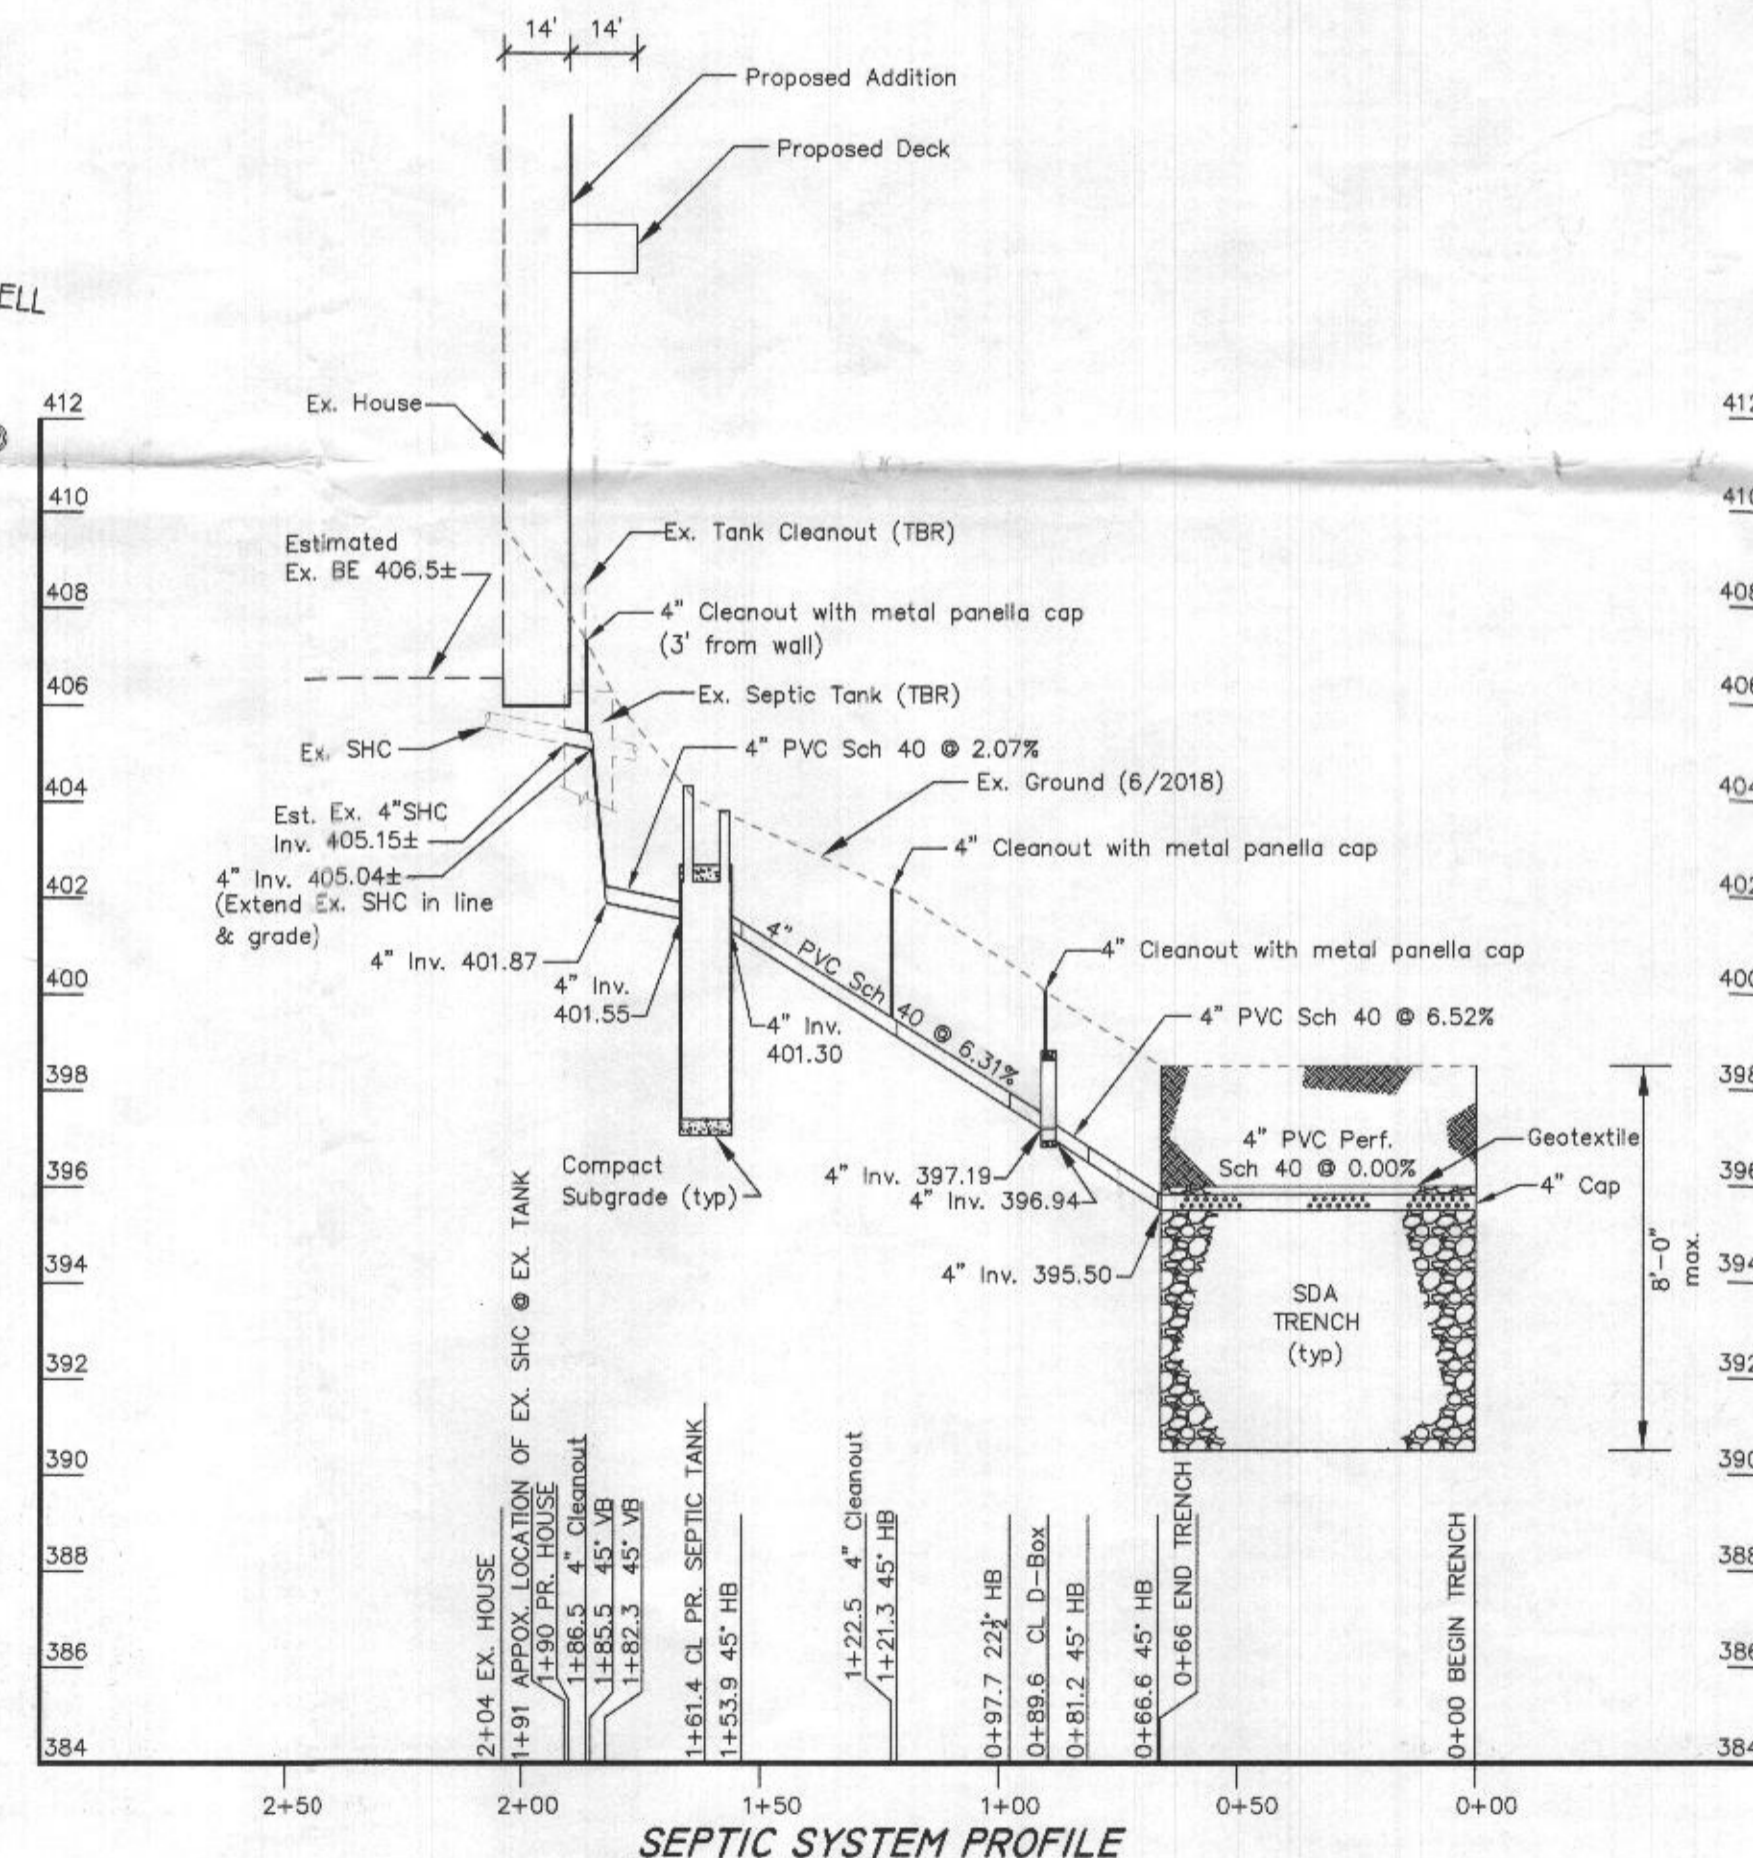 14' 14'
Proposed Addition
Proposed Deck
ELL
412 412
Ex. House
410 410
Estimated
Ex. BE 406.5±
Ex. Tank Cleanout (TBR)
408 408
4" Cleanout with metal panella cap
(3' from wall)
406 406
Ex. Septic Tank (TBR)
Ex. SHC
4" PVC Sch 40 @ 2.07%
Ex. Ground (6/2018)
404 404
Est. Ex. 4"SHC
Inv. 405.15±
4" Cleanout with metal panella cap
4" Inv. 405.04±
(Extend Ex. SHC in line
& grade)
402 402
4" Inv. 401.87
4" Inv.
401.55
4" PVC Sch 40 @ 6.31%
4" Cleanout with metal panella cap
400 400
4" Inv.
401.30
4" PVC Sch 40 @ 6.52%
398 398
4" PVC Perf.
Sch 40 @ 0.00%
Geotextile
396 396
4" Cap
Compact
Subgrade (typ)
4" Inv. 397.19
4" Inv. 396.94
4" Inv. 395.50
394 394
SDA
TRENCH
(typ)
8'-0"
max.
392 392
390 390
388 388
386 386
384 384
2+04 EX. HOUSE
1+91 APPOX. LOCATION OF EX. SHC @ EX. TANK
1+90 PR. HOUSE
1+86.5 4" Cleanout
1+85.5 45° VB
1+82.3 45° VB
1+61.4 CL PR. SEPTIC TANK
1+53.9 45° HB
1+22.5 4" Cleanout
1+21.3 45° HB
0+97.7 22½° HB
0+89.6 CL D-Box
0+81.2 45° HB
0+66.6 45° HB
0+66 END TRENCH
0+00 BEGIN TRENCH
2+50 2+00 1+50 1+00 0+50 0+00
SEPTIC SYSTEM PROFILE